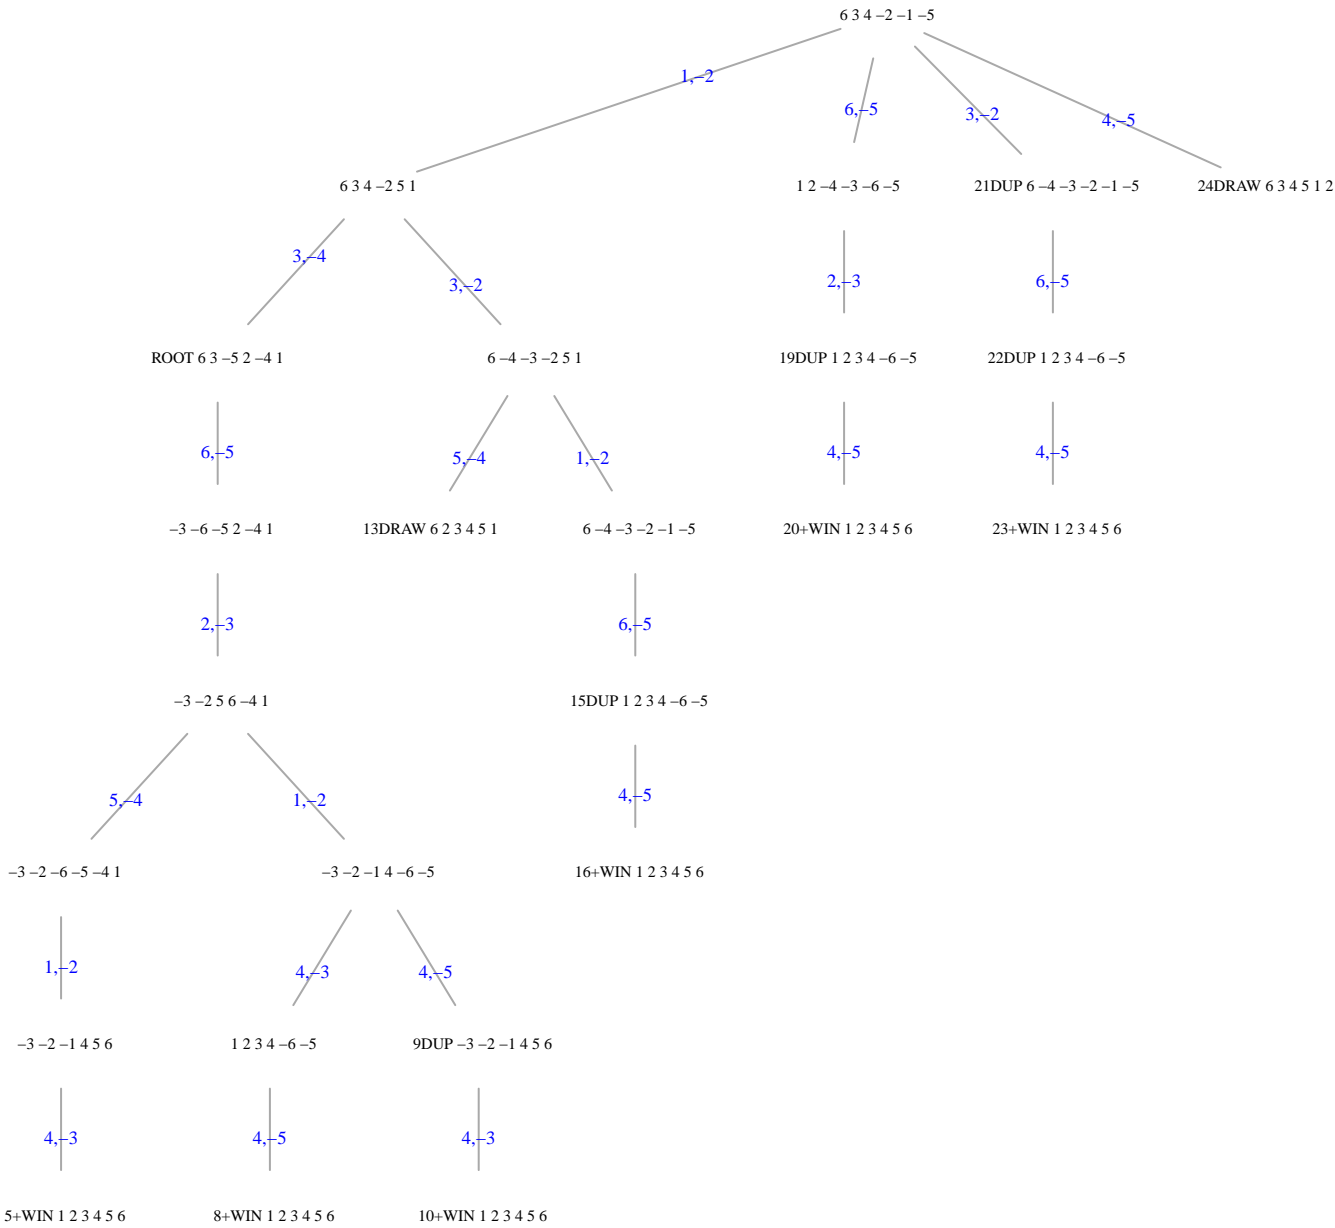 6 3 4 –2 –1 –5
1,–2
6,–5
3,–2
4,–5
6 3 4 –2 5 1
1 2 –4 –3 –6 –5
21DUP 6 –4 –3 –2 –1 –5
24DRAW 6 3 4 5 1 2
3,–4
3,–2
2,–3
6,–5
ROOT 6 3 –5 2 –4 1
6 –4 –3 –2 5 1
19DUP 1 2 3 4 –6 –5
22DUP 1 2 3 4 –6 –5
6,–5
5,–4
1,–2
4,–5
4,–5
–3 –6 –5 2 –4 1
13DRAW 6 2 3 4 5 1
6 –4 –3 –2 –1 –5
20+WIN 1 2 3 4 5 6
23+WIN 1 2 3 4 5 6
2,–3
6,–5
–3 –2 5 6 –4 1
15DUP 1 2 3 4 –6 –5
5,–4
1,–2
4,–5
–3 –2 –6 –5 –4 1
–3 –2 –1 4 –6 –5
16+WIN 1 2 3 4 5 6
1,–2
4,–3
4,–5
–3 –2 –1 4 5 6
1 2 3 4 –6 –5
9DUP –3 –2 –1 4 5 6
4,–3
4,–5
4,–3
5+WIN 1 2 3 4 5 6
8+WIN 1 2 3 4 5 6
10+WIN 1 2 3 4 5 6